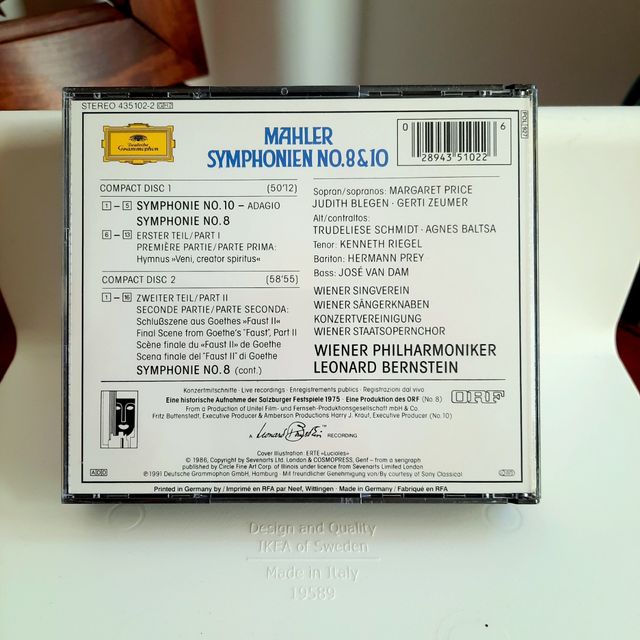 STEREO 435102-2 GH2
POL 927
Deutsche
Grammophon
MAHLER
SYMPHONIEN NO. 8 & 10
0 28943 51022 6
COMPACT DISC 1 (50'12)
1 – 5 SYMPHONIE NO. 10 – ADAGIO
SYMPHONIE NO. 8
6 – 13 ERSTER TEIL/PART I
PREMIÈRE PARTIE/PARTE PRIMA:
Hymnus »Veni, creator spiritus«
COMPACT DISC 2 (58'55)
1 – 16 ZWEITER TEIL/PART II
SECONDE PARTIE/PARTE SECONDA:
Schlußszene aus Goethes »Faust II«
Final Scene from Goethe's "Faust", Part II
Scène finale du «Faust II» de Goethe
Scena finale del "Faust II" di Goethe
SYMPHONIE NO. 8 (cont.)
Sopran/sopranos: MARGARET PRICE
JUDITH BLEGEN · GERTI ZEUMER
Alt/contraltos:
TRUDELIESE SCHMIDT · AGNES BALTSA
Tenor: KENNETH RIEGEL
Bariton: HERMANN PREY
Bass: JOSÉ VAN DAM
WIENER SINGVEREIN
WIENER SÄNGERKNABEN
KONZERTVEREINIGUNG
WIENER STAATSOPERNCHOR
WIENER PHILHARMONIKER
LEONARD BERNSTEIN
Konzertmitschnitte · Live recordings · Enregistrements publics · Registrazioni dal vivo
Eine historische Aufnahme der Salzburger Festspiele 1975 · Eine Produktion des ORF (No. 8)
From a Production of Unitel Film- und Fernseh-Produktionsgesellschaft mbH & Co.
Fritz Buttenstedt, Executive Producer & Amberson Productions Harry J. Kraut, Executive Producer (No. 10)
ORF
A Leonard Bernstein RECORDING
Cover Illustration: ERTE «Luciole»
© 1986, Copyright by Sevenarts Ltd. London & COSMOPRESS, Genf – from a serigraph
published by Circle Fine Art Corp. of Illinois under licence from Sevenarts Limited London
ADD
℗ 1991 Deutsche Grammophon GmbH, Hamburg · Mit freundlicher Genehmigung von/By courtesy of Sony Classical
Printed in Germany by / Imprimé en RFA par Neef, Wittingen · Made in Germany / Fabriqué en RFA
Design and Quality
IKEA of Sweden
Made in Italy
19589